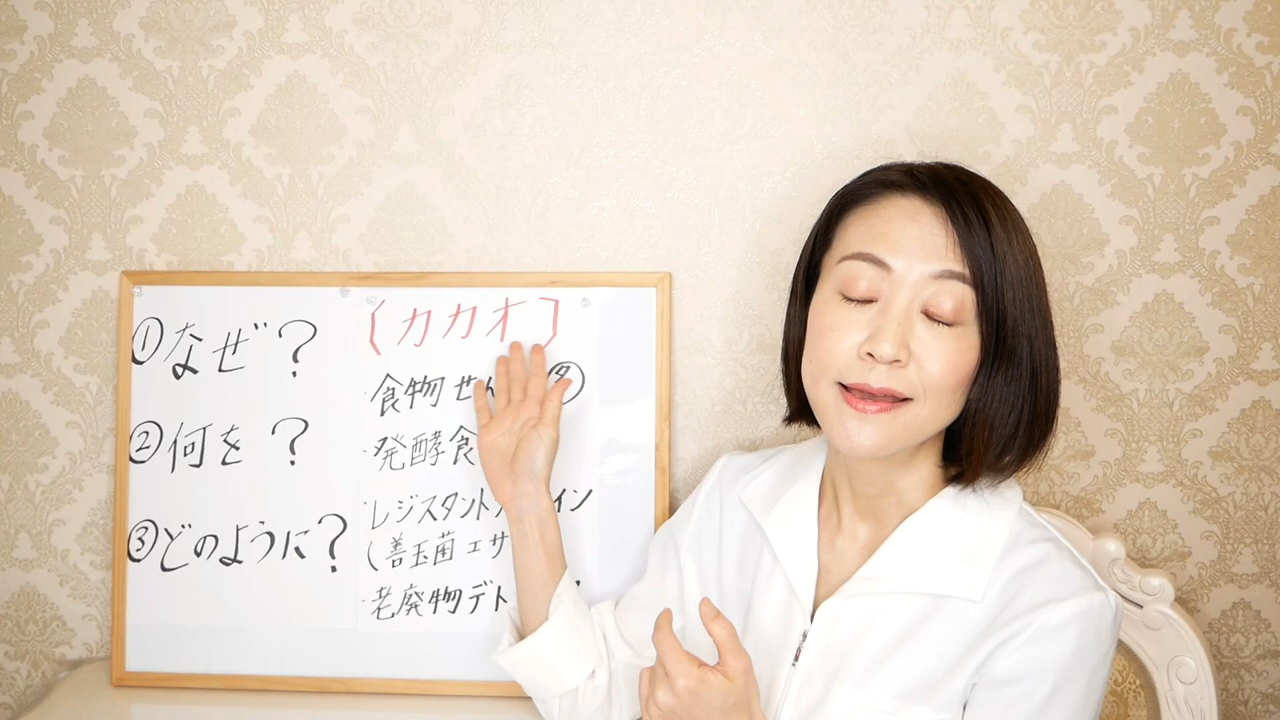 ①なぜ?
②何を?
③どのように?
〔カカオ〕
・食物せん 多
・発酵食
・レジスタント イン
(善玉菌エサ
・老廃物デト